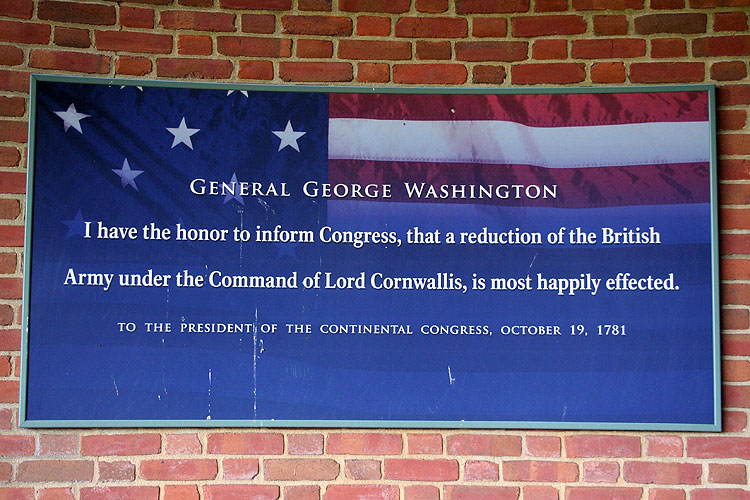 GENERAL GEORGE WASHINGTON
I have the honor to inform Congress, that a reduction of the British
Army under the Command of Lord Cornwallis, is most happily effected.
TO THE PRESIDENT OF THE CONTINENTAL CONGRESS, OCTOBER 19, 1781